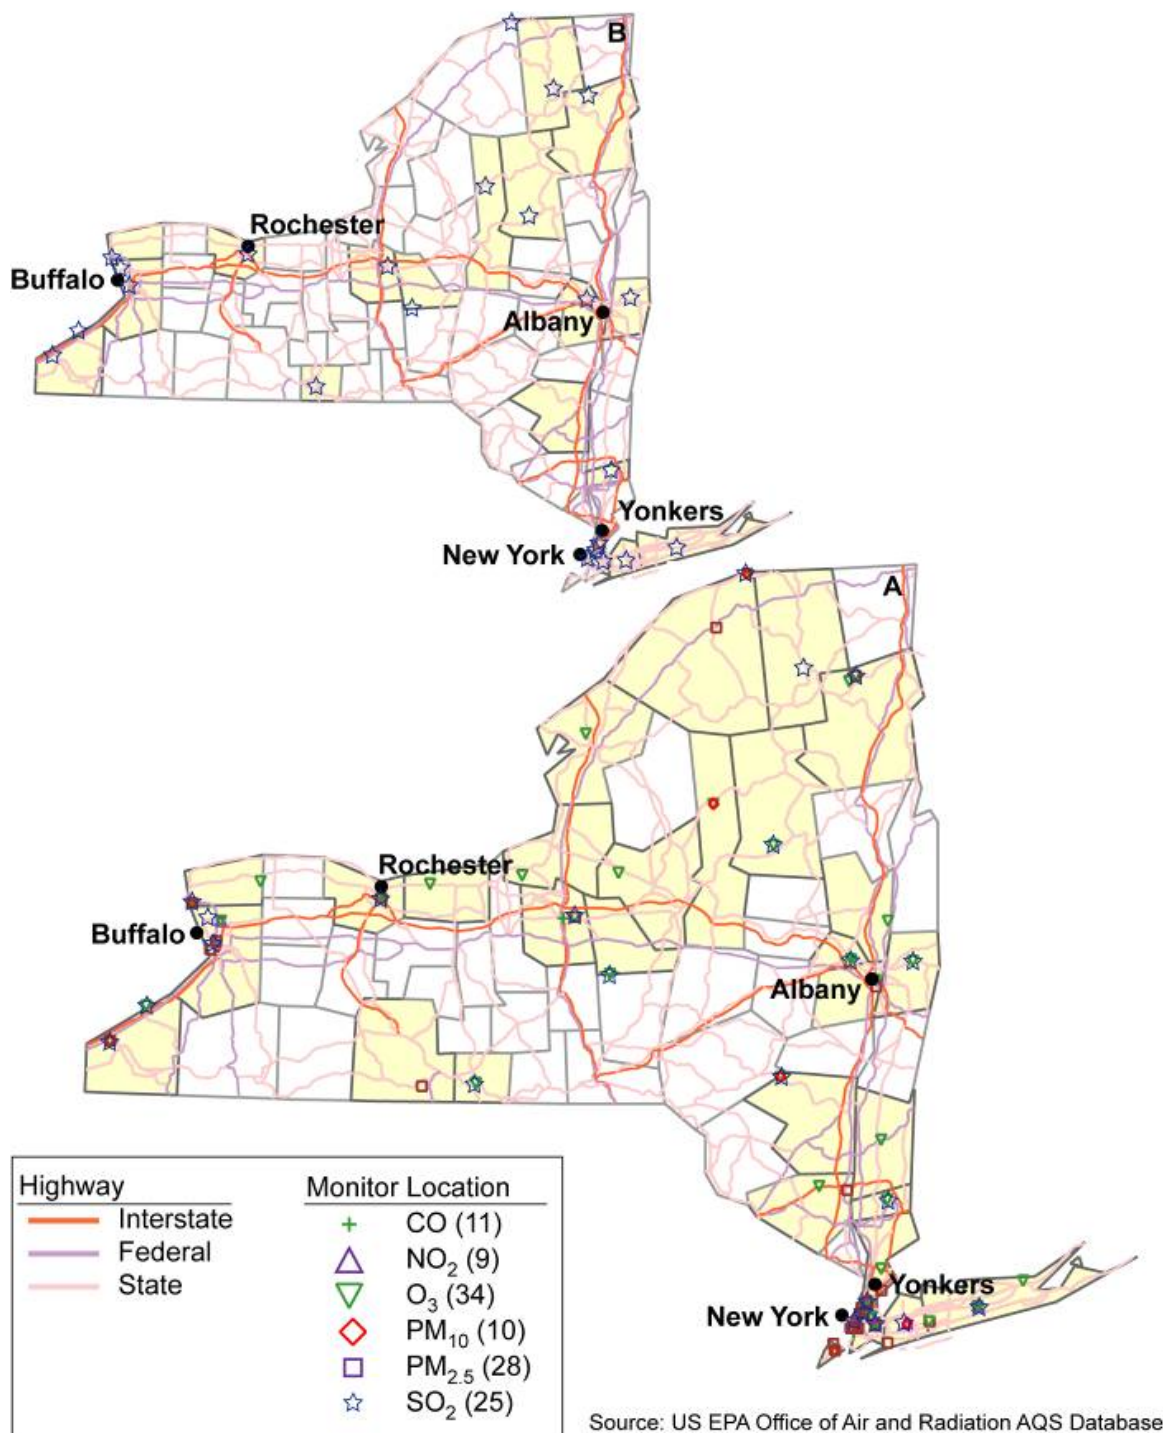 B
Rochester
Buffalo
Albany
Yonkers
New York
A
Rochester
Buffalo
Albany
Yonkers
New York
Highway
Interstate
Federal
State
Monitor Location
CO (11)
NO₂ (9)
O₃ (34)
PM₁₀ (10)
PM₂.₅ (28)
SO₂ (25)
Source: US EPA Office of Air and Radiation AQS Database